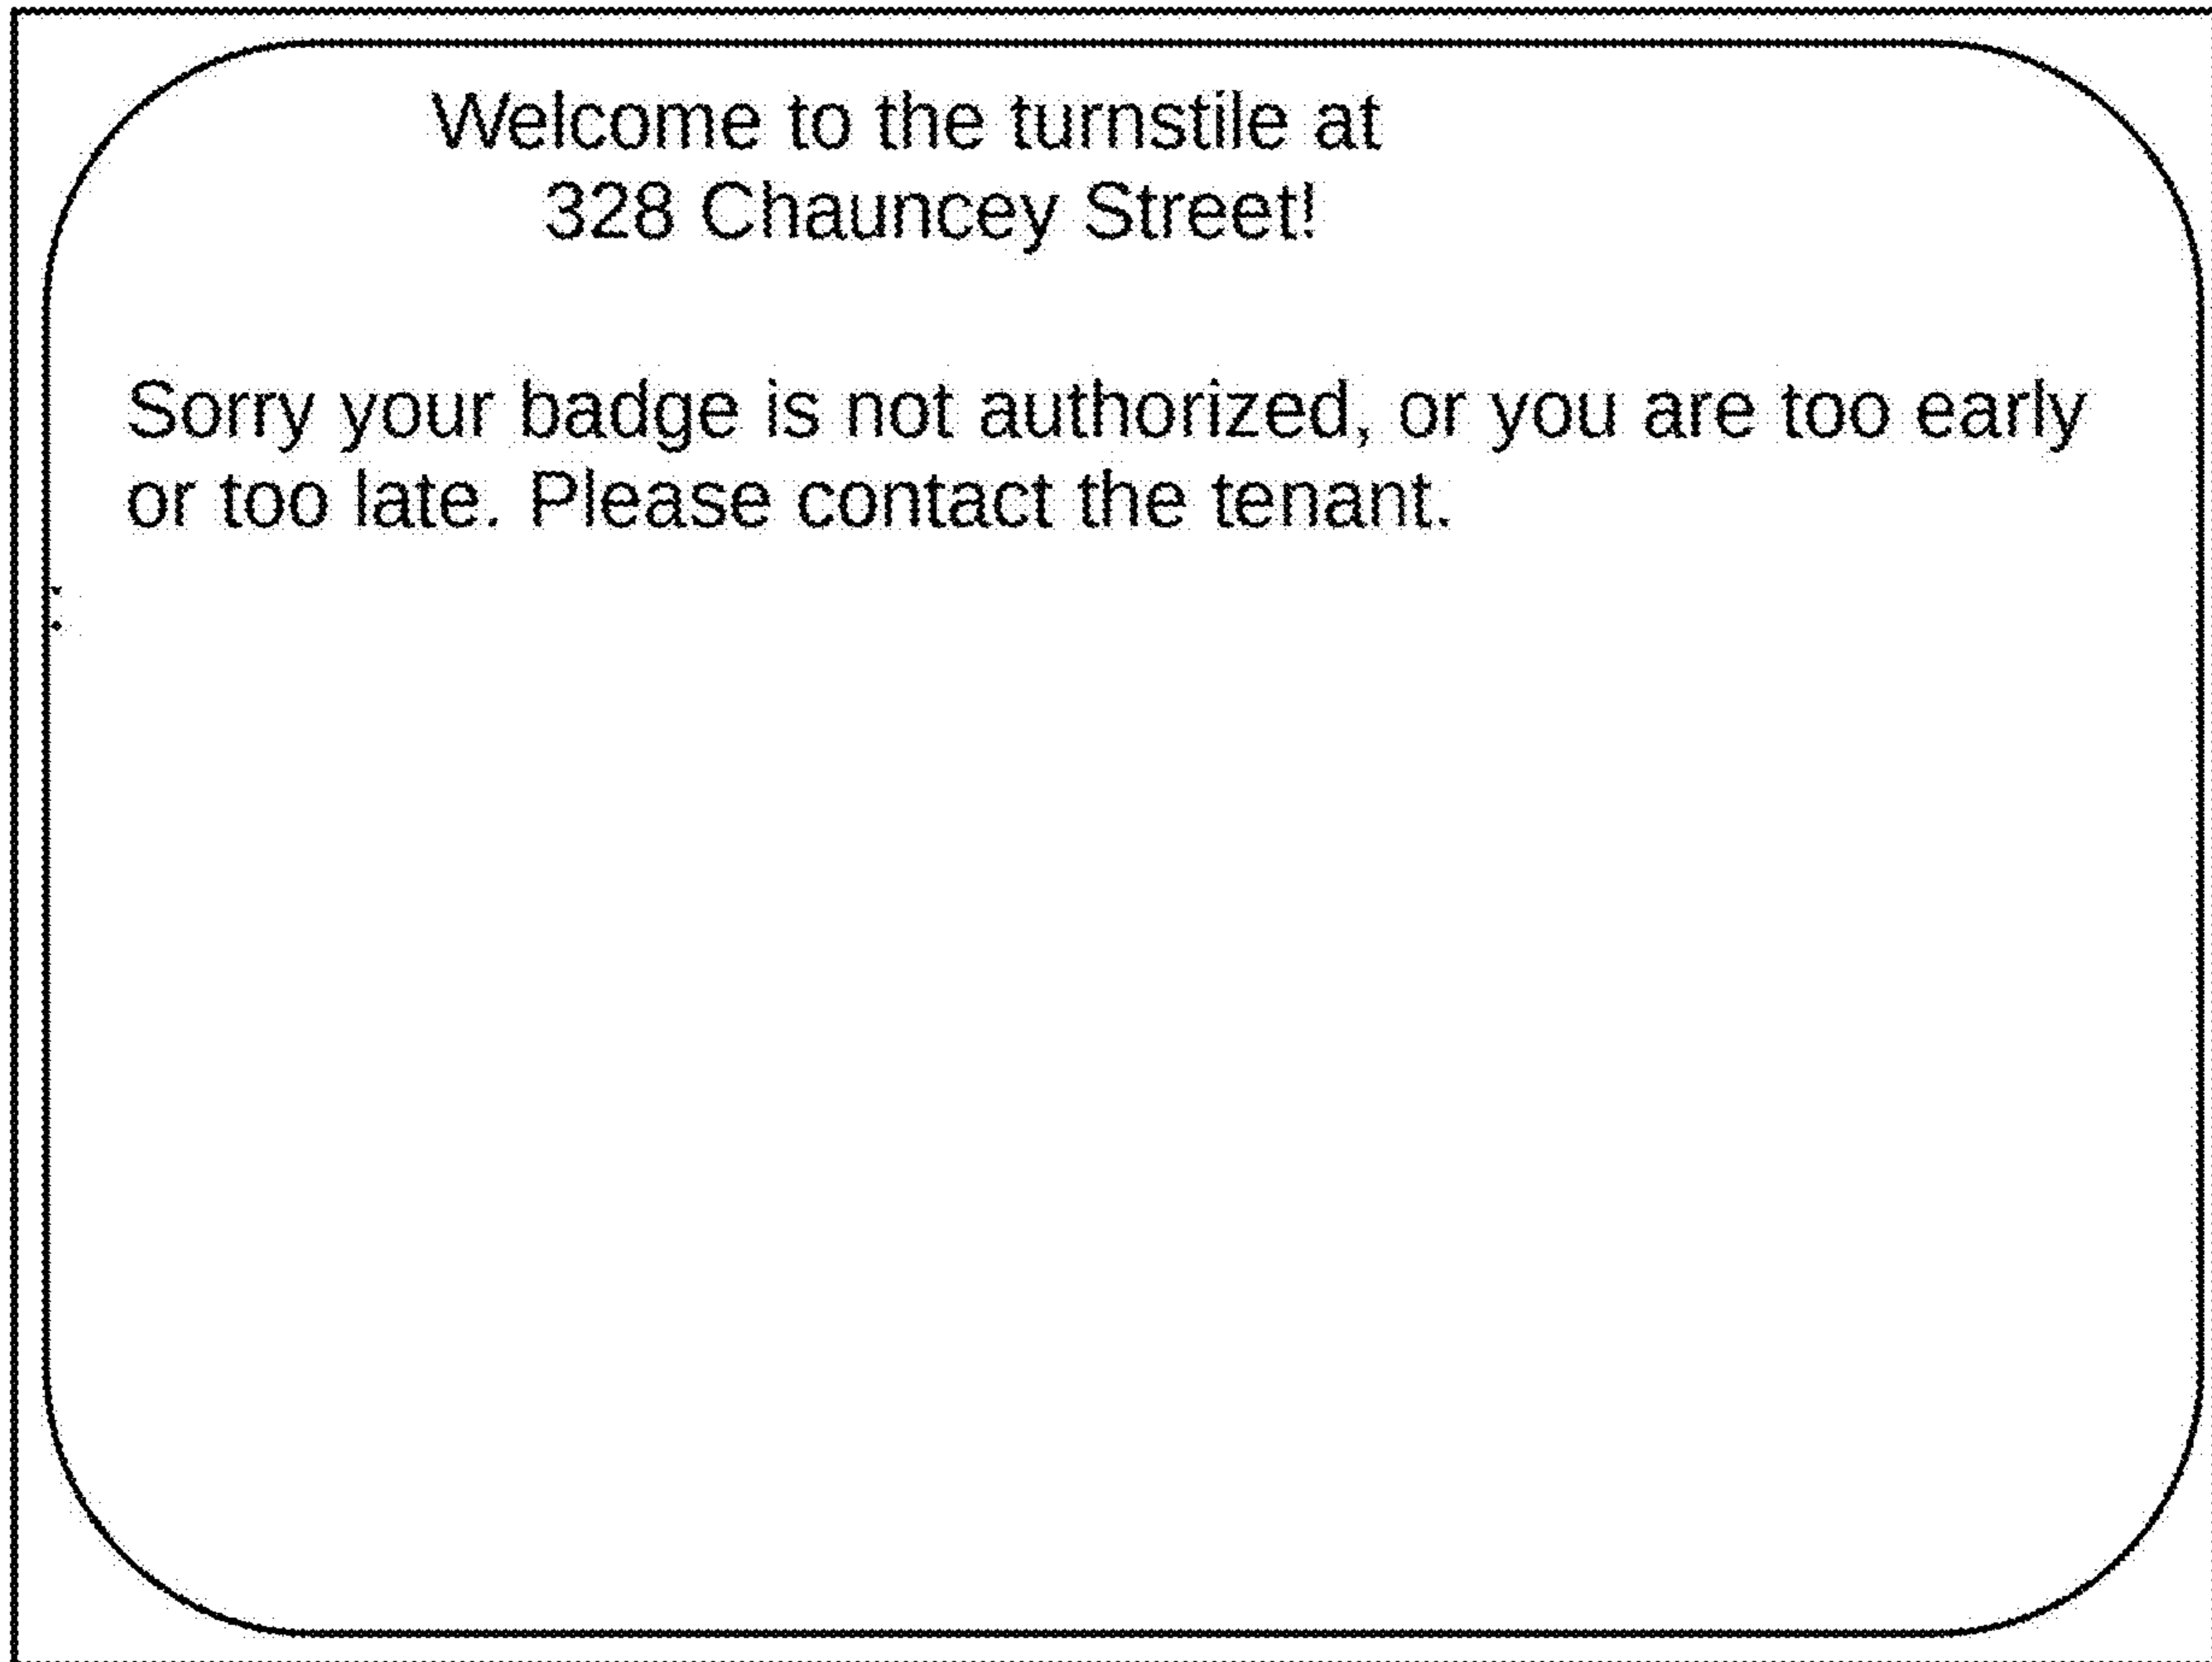 Welcome to the turnstile at
328 Chauncey Street!
Sorry your badge is not authorized, or you are too early
or too late. Please contact the tenant.